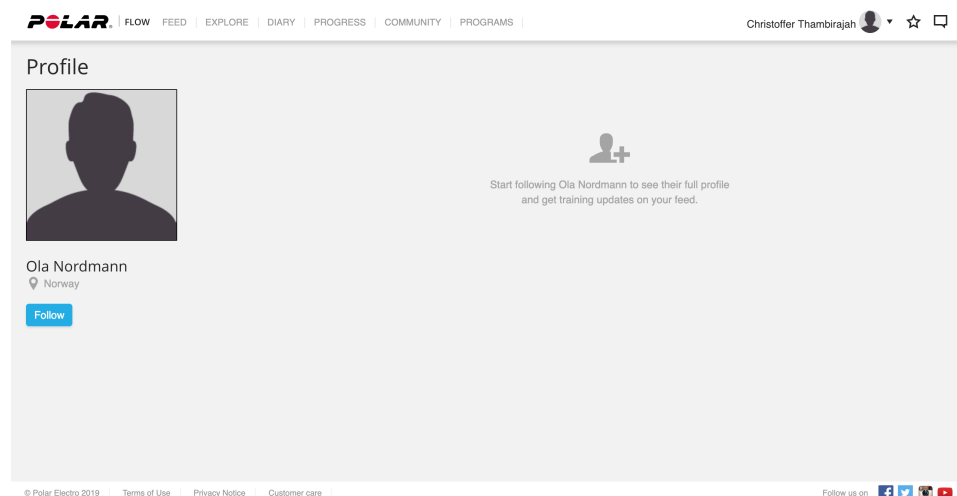 POLAR. FLOW FEED EXPLORE DIARY PROGRESS COMMUNITY PROGRAMS
Christoffer Thambirajah
Profile
Start following Ola Nordmann to see their full profile
and get training updates on your feed.
Ola Nordmann
Norway
Follow
© Polar Electro 2019 Terms of Use Privacy Notice Customer care
Follow us on